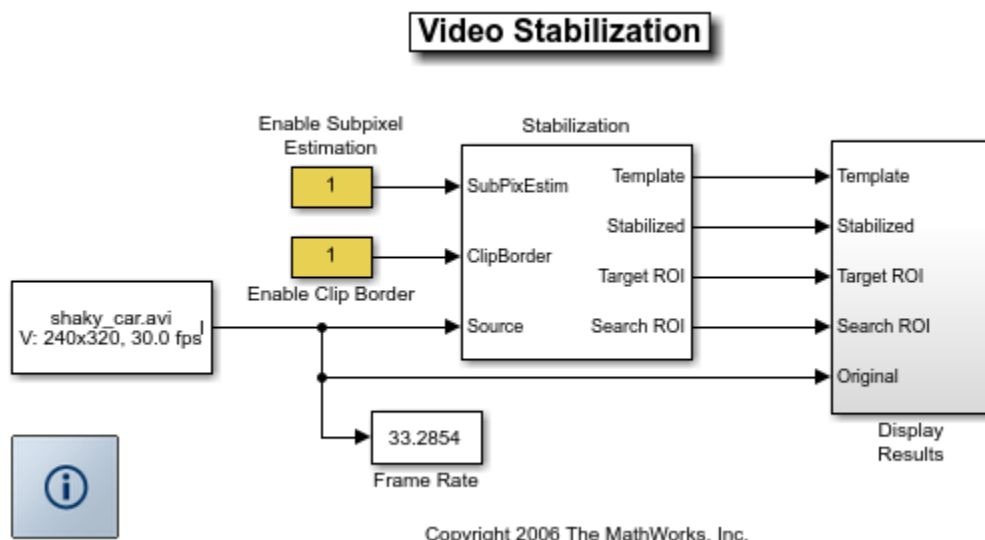 Video Stabilization
Enable Subpixel
Estimation
1
1
Enable Clip Border
shaky_car.avi
V: 240x320, 30.0 fps
I
Stabilization
SubPixEstim
ClipBorder
Source
Template
Stabilized
Target ROI
Search ROI
Template
Stabilized
Target ROI
Search ROI
Original
Display
Results
33.2854
Frame Rate
i
Copyright 2006 The MathWorks, Inc.